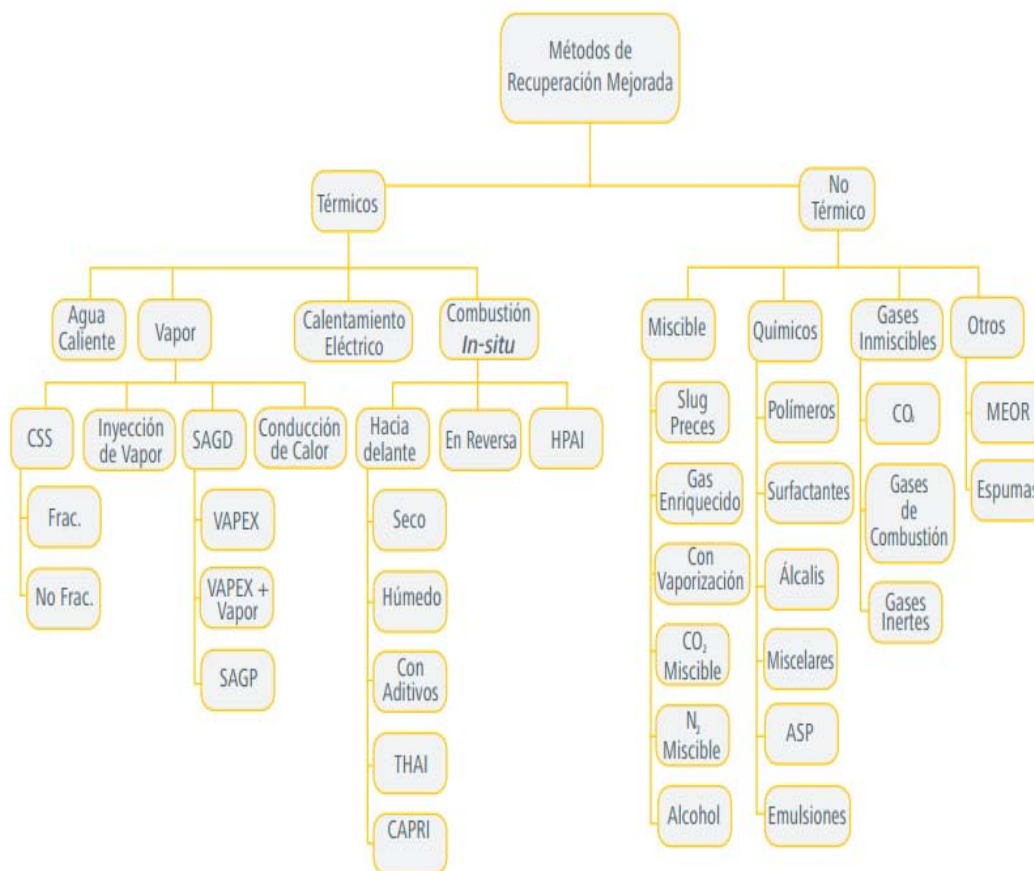 Métodos de
Recuperación Mejorada
Térmicos
No
Térmico
Agua
Caliente
Vapor
Calentamiento
Eléctrico
Combustión
In-situ
Miscible
Químicos
Gases
Inmiscibles
Otros
CSS
Inyección
de Vapor
SAGD
Conducción
de Calor
Hacia
delante
En Reversa
HPAI
Frac.
No Frac.
VAPEX
VAPEX +
Vapor
SAGP
Seco
Húmedo
Con
Aditivos
THAI
CAPRI
Slug
Preces
Gas
Enriquecido
Con
Vaporización
CO₂
Miscible
N₂
Miscible
Alcohol
Polímeros
Surfactantes
Álcalis
Miscelares
ASP
Emulsiones
CO₂
Gases
de
Combustión
Gases
Inertes
MEOR
Espumas